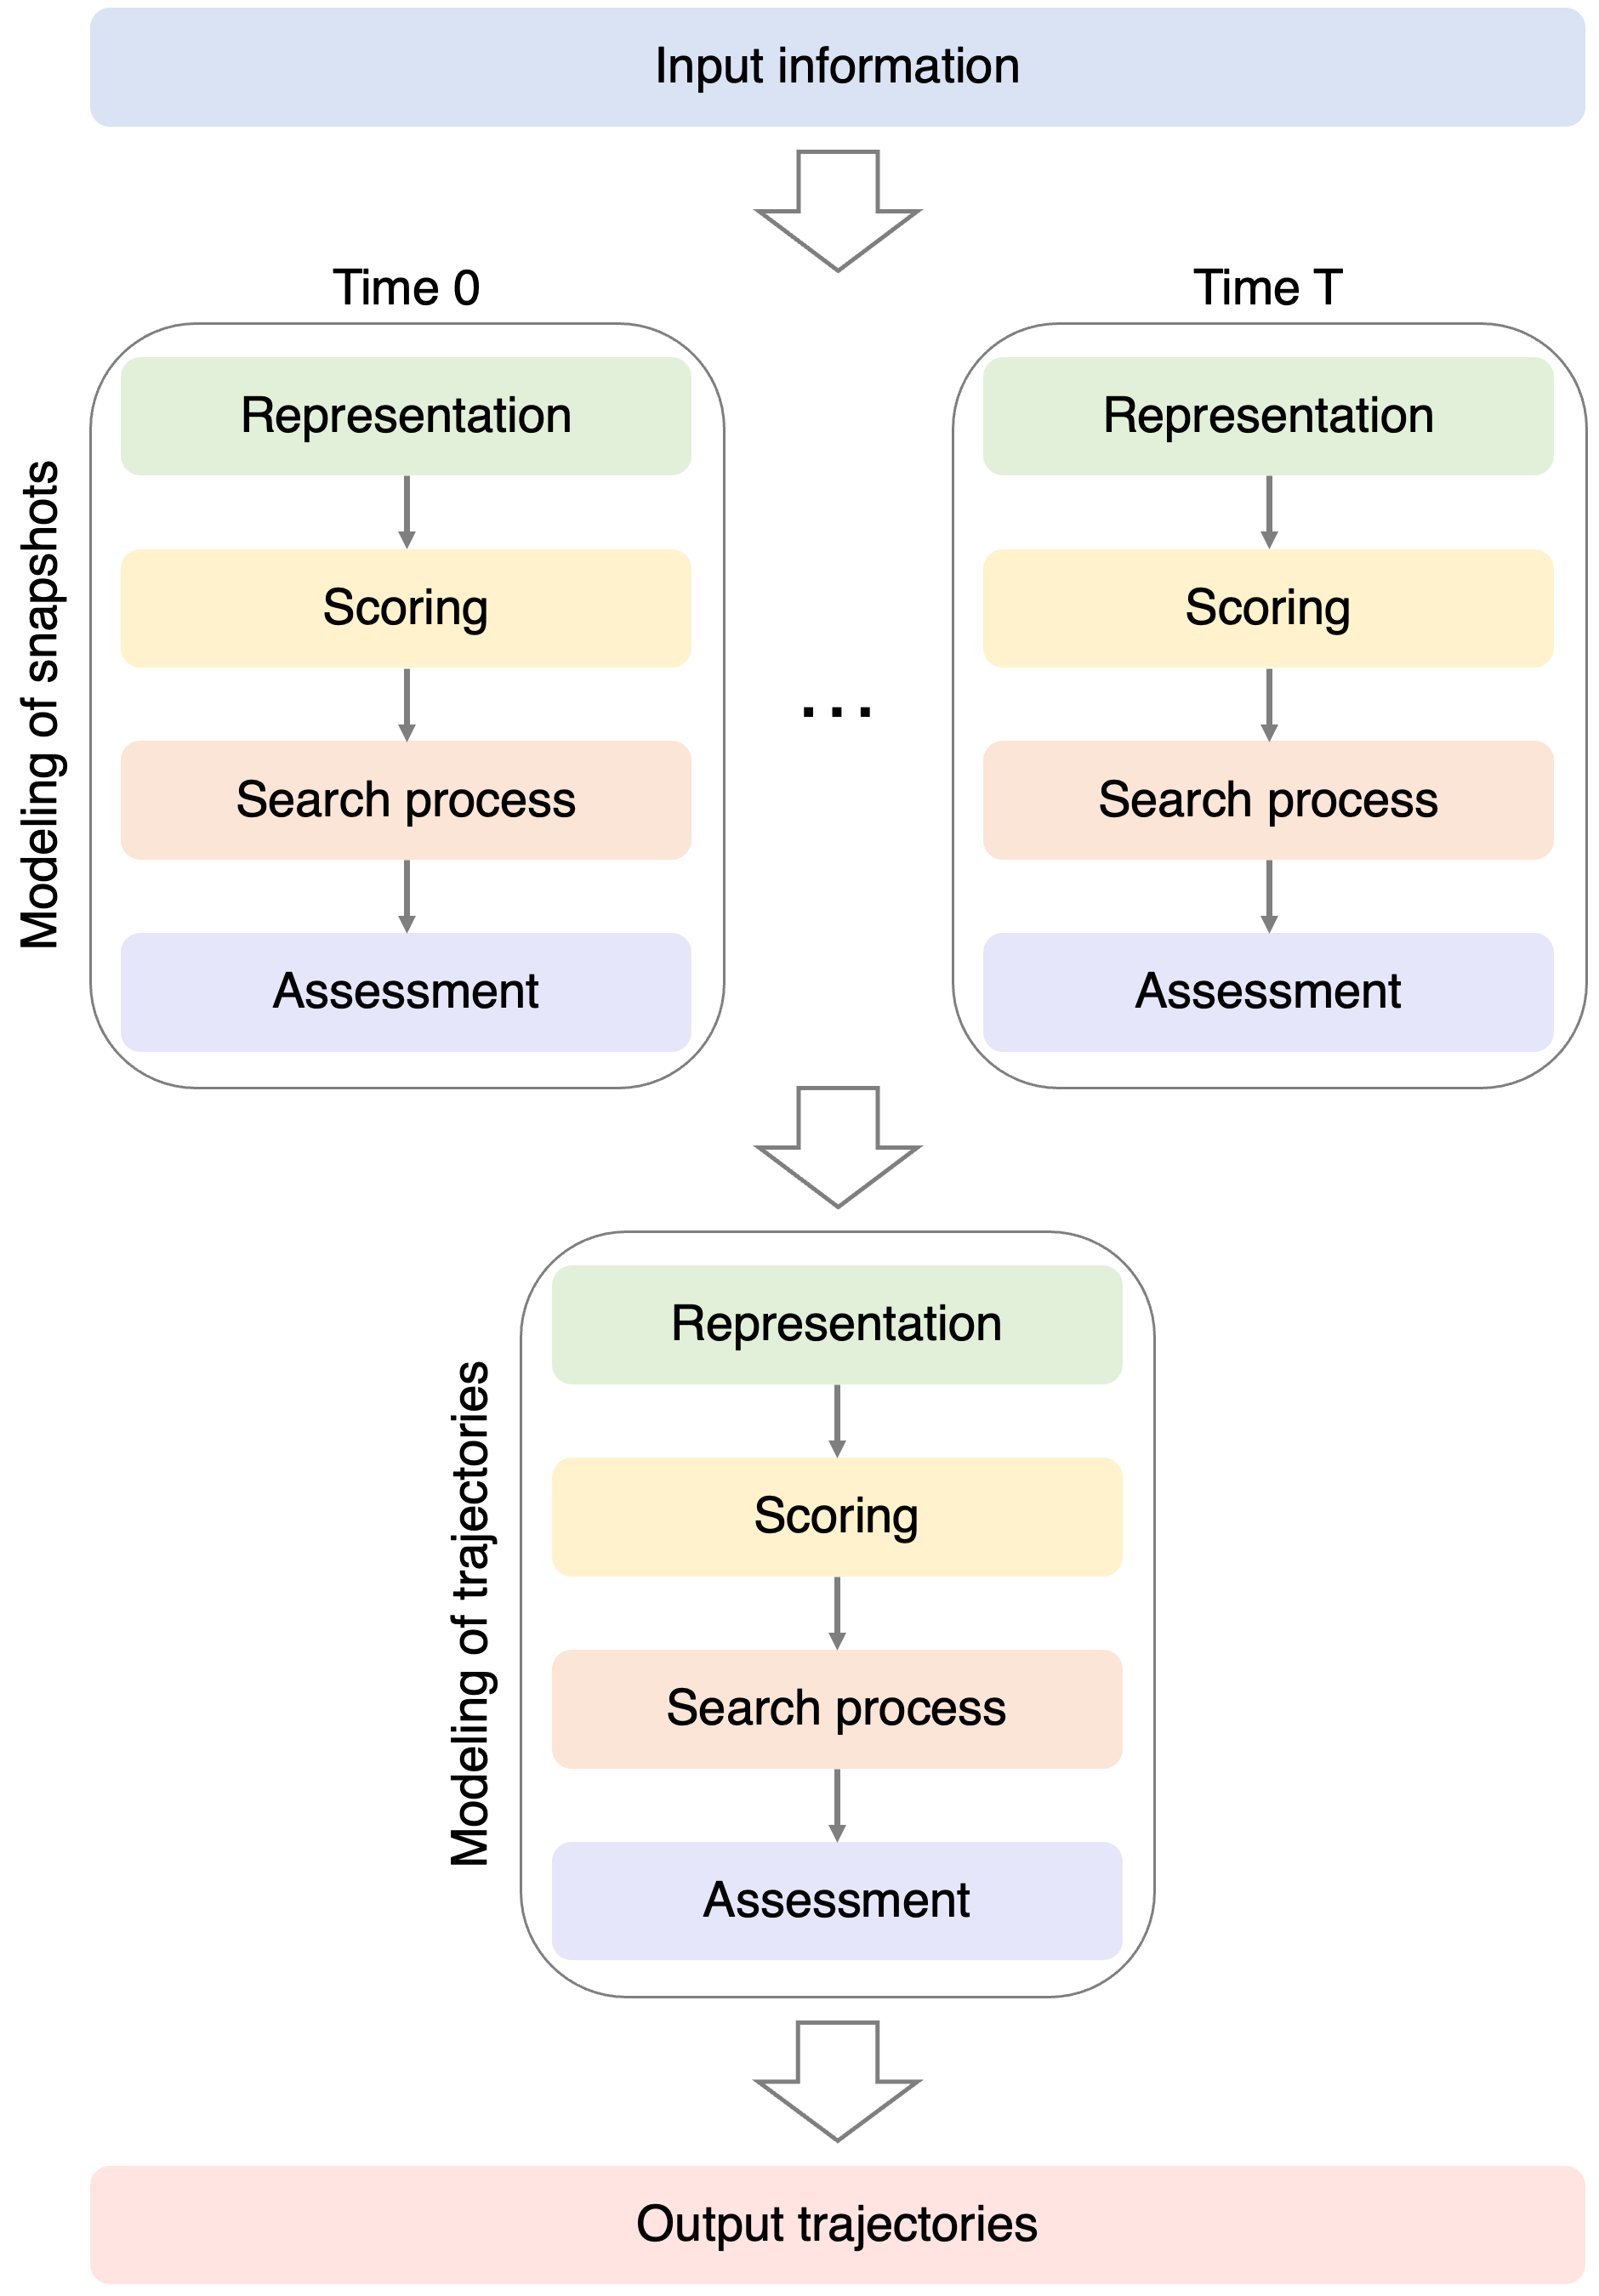 Input information
Time 0
Time T
Modeling of snapshots
Representation
Scoring
Search process
Assessment
...
Representation
Scoring
Search process
Assessment
Modeling of trajectories
Representation
Scoring
Search process
Assessment
Output trajectories